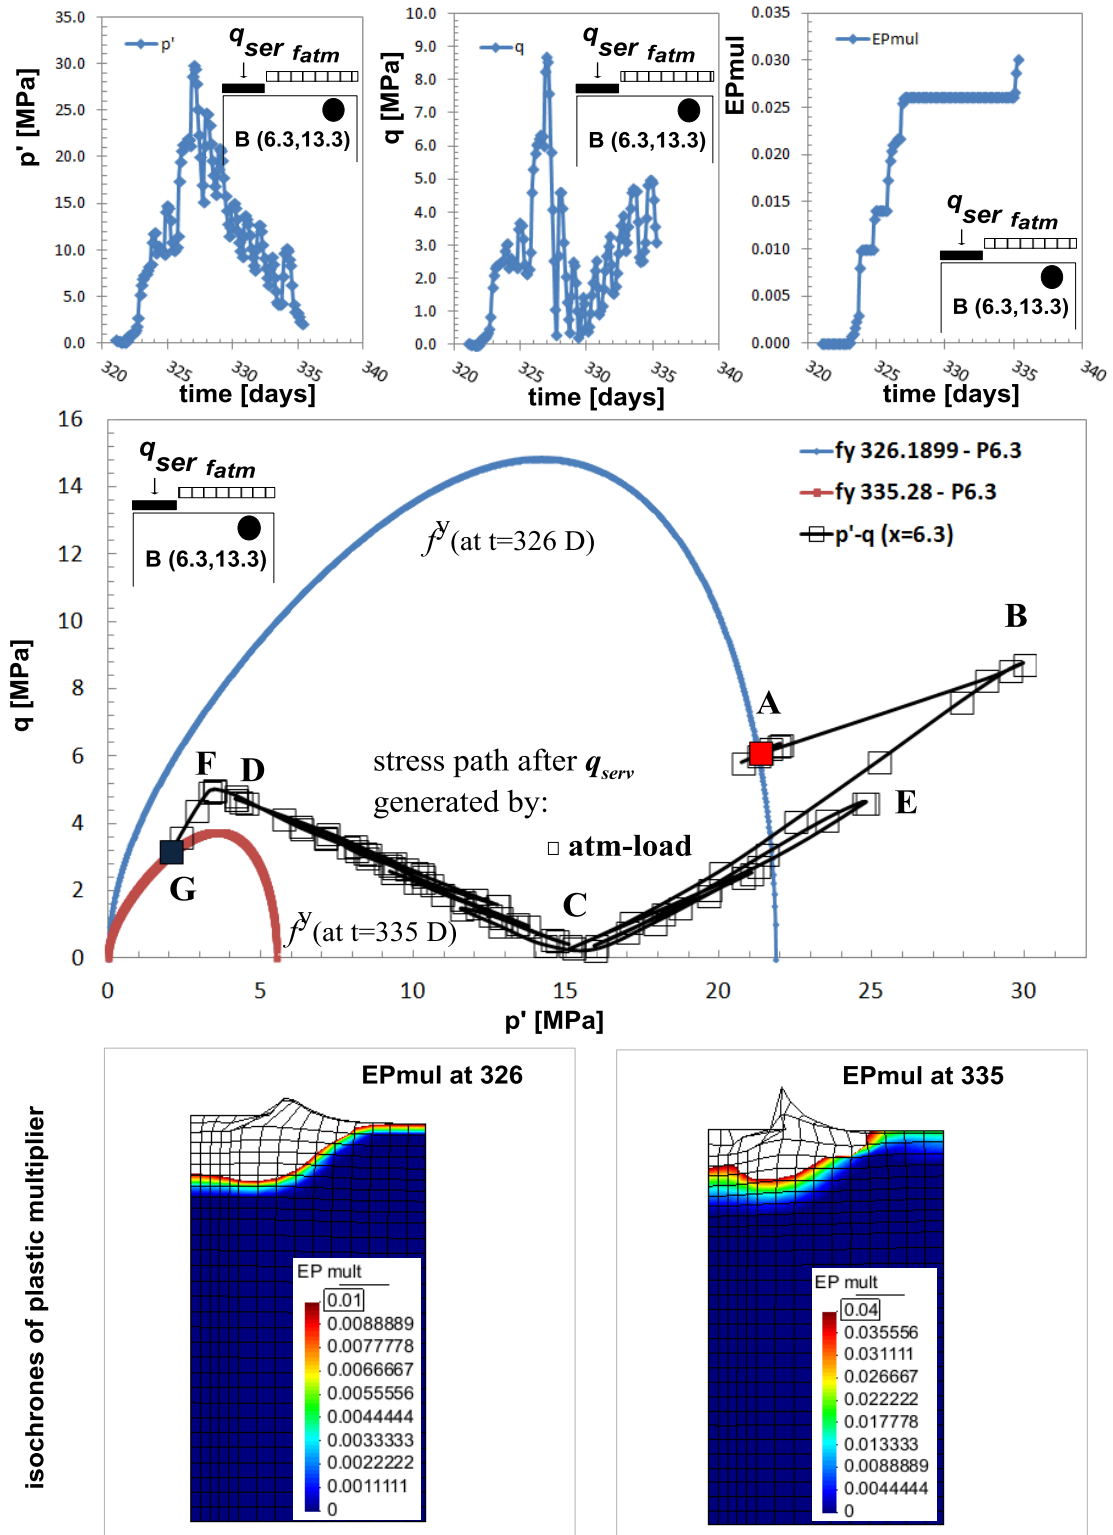 p'
q ser fatm
B (6.3,13.3)
p' [MPa]
35.0
30.0
25.0
20.0
15.0
10.0
5.0
0.0
320
325
330
335
340
time [days]
q
q ser fatm
B (6.3,13.3)
q [MPa]
9.0
8.0
7.0
6.0
5.0
4.0
3.0
2.0
1.0
0.0
320
325
330
335
340
time [days]
EPmul
q ser fatm
B (6.3,13.3)
EPmul
0.035
0.030
0.025
0.020
0.015
0.010
0.005
0.000
320
325
330
335
340
time [days]
q ser fatm
B (6.3,13.3)
fy 326.1899 - P6.3
fy 335.28 - P6.3
p'-q (x=6.3)
f^y (at t=326 D)
B
A
stress path after q_serv
generated by:
□ atm-load
F
D
E
G
C
f^y (at t=335 D)
q [MPa]
16
14
12
10
8
6
4
2
0
0
5
10
15
20
25
30
p' [MPa]
isochrones of plastic multiplier
EPmul at 326
EP mult
0.01
0.0088889
0.0077778
0.0066667
0.0055556
0.0044444
0.0033333
0.0022222
0.0011111
0
EPmul at 335
EP mult
0.04
0.035556
0.031111
0.026667
0.022222
0.017778
0.013333
0.0088889
0.0044444
0